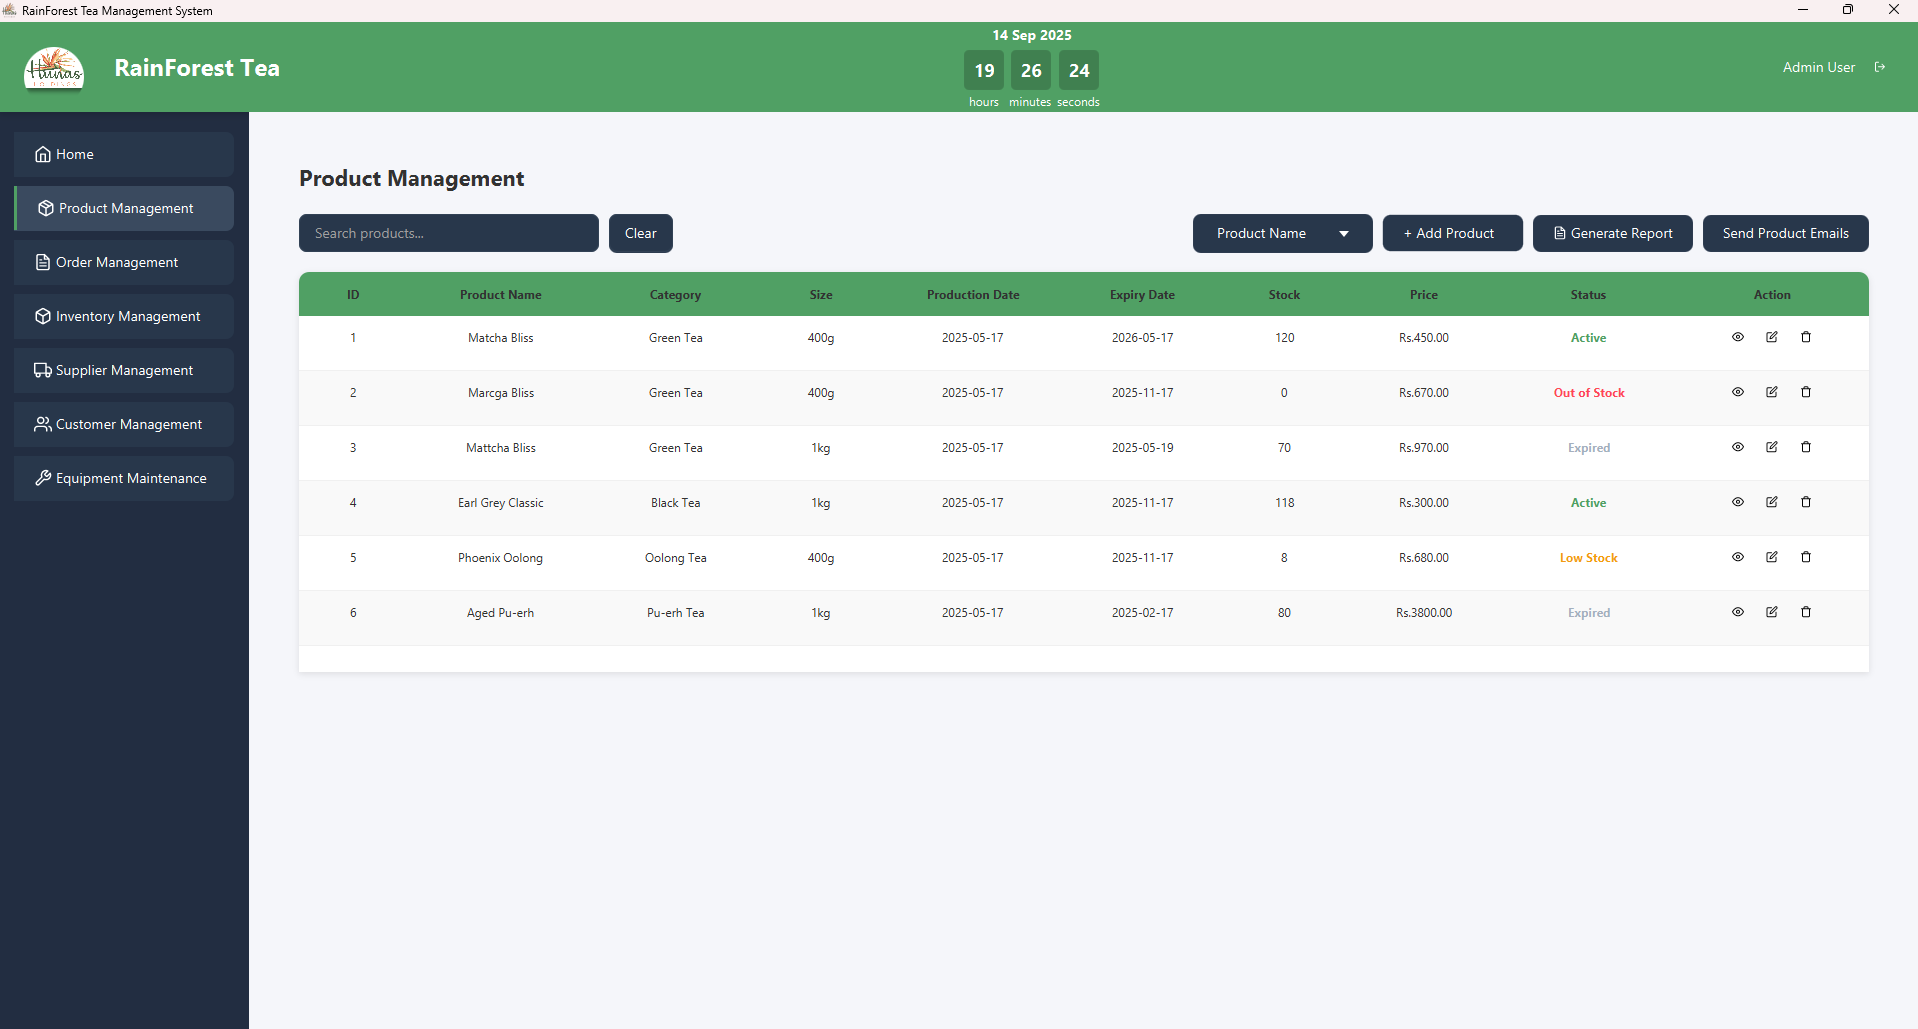 RainForest Tea Management System
14 Sep 2025
Hunas
RainForest Tea
19 26 24
hours minutes seconds
Admin User
Home
Product Management
Order Management
Inventory Management
Supplier Management
Customer Management
Equipment Maintenance
Product Management
Search products... Clear Product Name + Add Product Generate Report Send Product Emails
ID Product Name Category Size Production Date Expiry Date Stock Price Status Action
1 Matcha Bliss Green Tea 400g 2025-05-17 2026-05-17 120 Rs.450.00 Active
2 Marcga Bliss Green Tea 400g 2025-05-17 2025-11-17 0 Rs.670.00 Out of Stock
3 Mattcha Bliss Green Tea 1kg 2025-05-17 2025-05-19 70 Rs.970.00 Expired
4 Earl Grey Classic Black Tea 1kg 2025-05-17 2025-11-17 118 Rs.300.00 Active
5 Phoenix Oolong Oolong Tea 400g 2025-05-17 2025-11-17 8 Rs.680.00 Low Stock
6 Aged Pu-erh Pu-erh Tea 1kg 2025-05-17 2025-02-17 80 Rs.3800.00 Expired